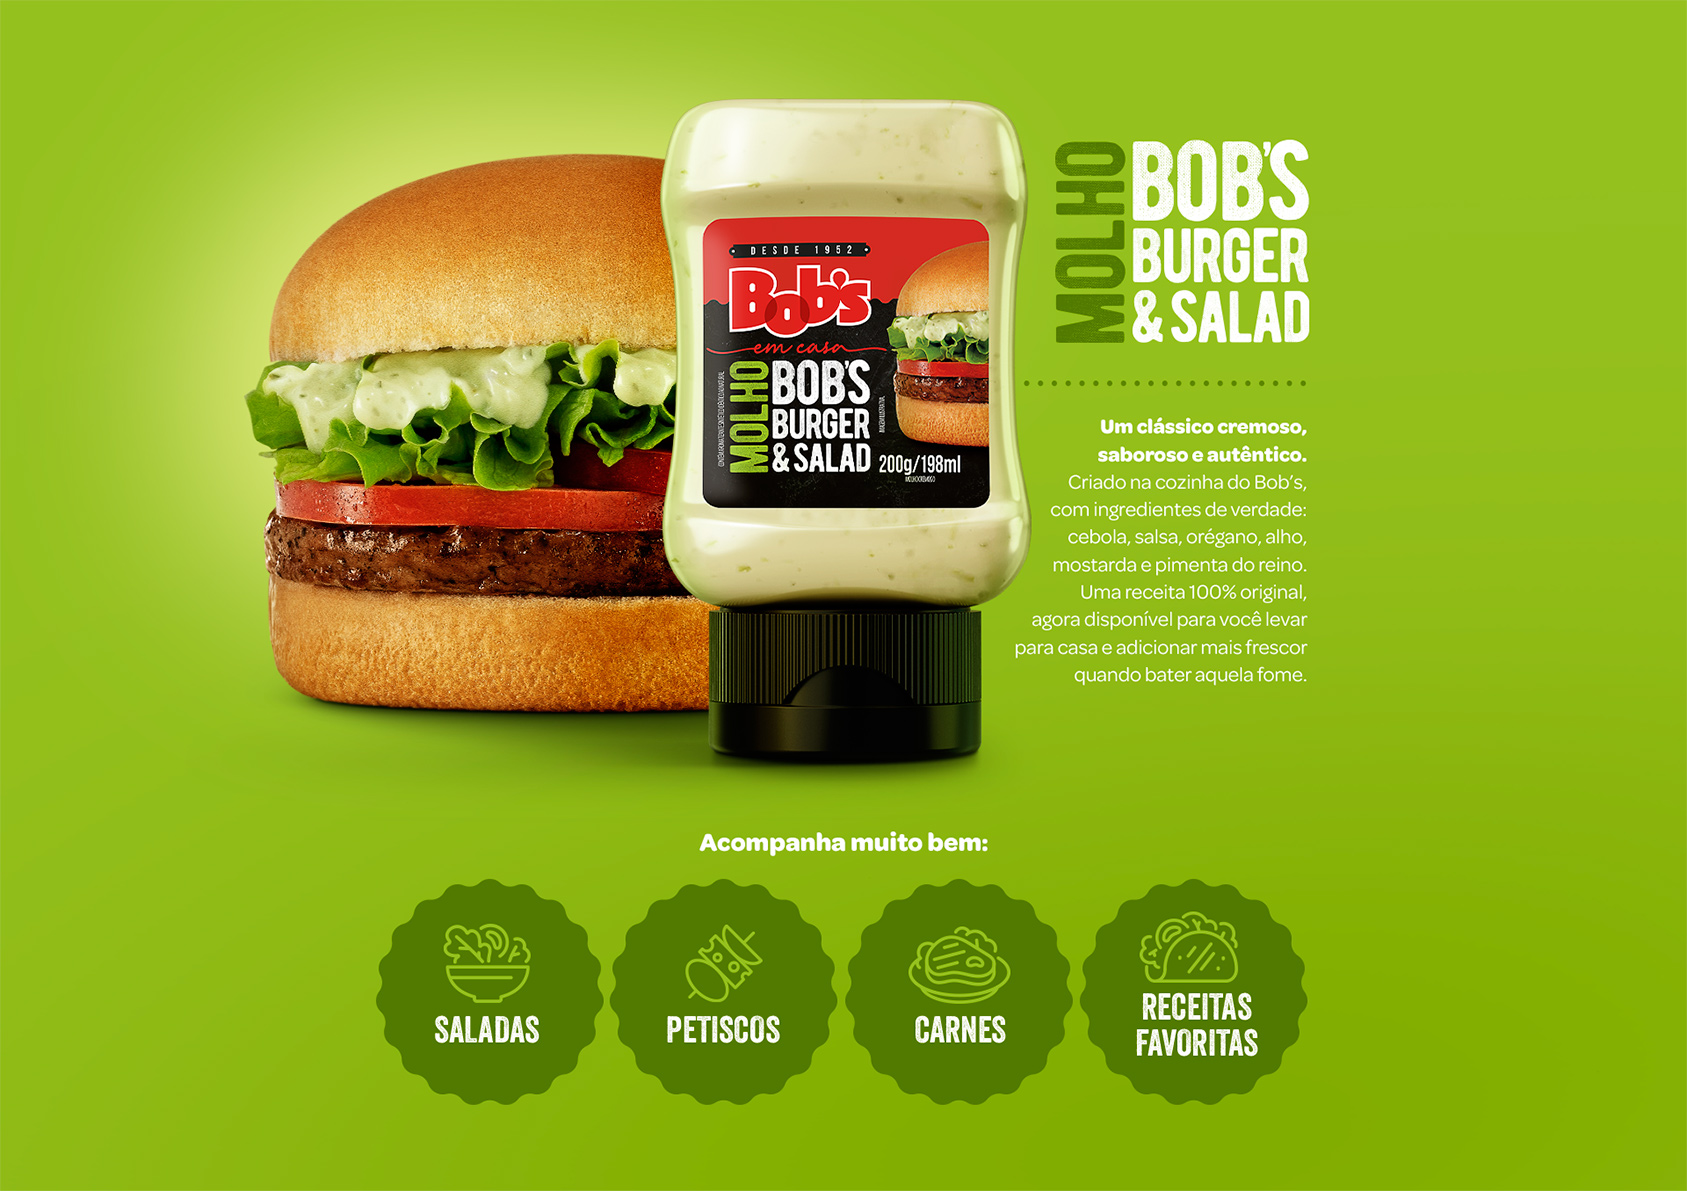 DESDE 1952
Bob's
em casa
MOLHO
BOB'S
BURGER
& SALAD
200g/198ml
MOLHO CREMOSO
MOLHO
BOB'S
BURGER
& SALAD
Um clássico cremoso,
saboroso e autêntico.
Criado na cozinha do Bob's,
com ingredientes de verdade:
cebola, salsa, orégano, alho,
mostarda e pimenta do reino.
Uma receita 100% original,
agora disponível para você levar
para casa e adicionar mais frescor
quando bater aquela fome.
Acompanha muito bem:
SALADAS
PETISCOS
CARNES
RECEITAS
FAVORITAS